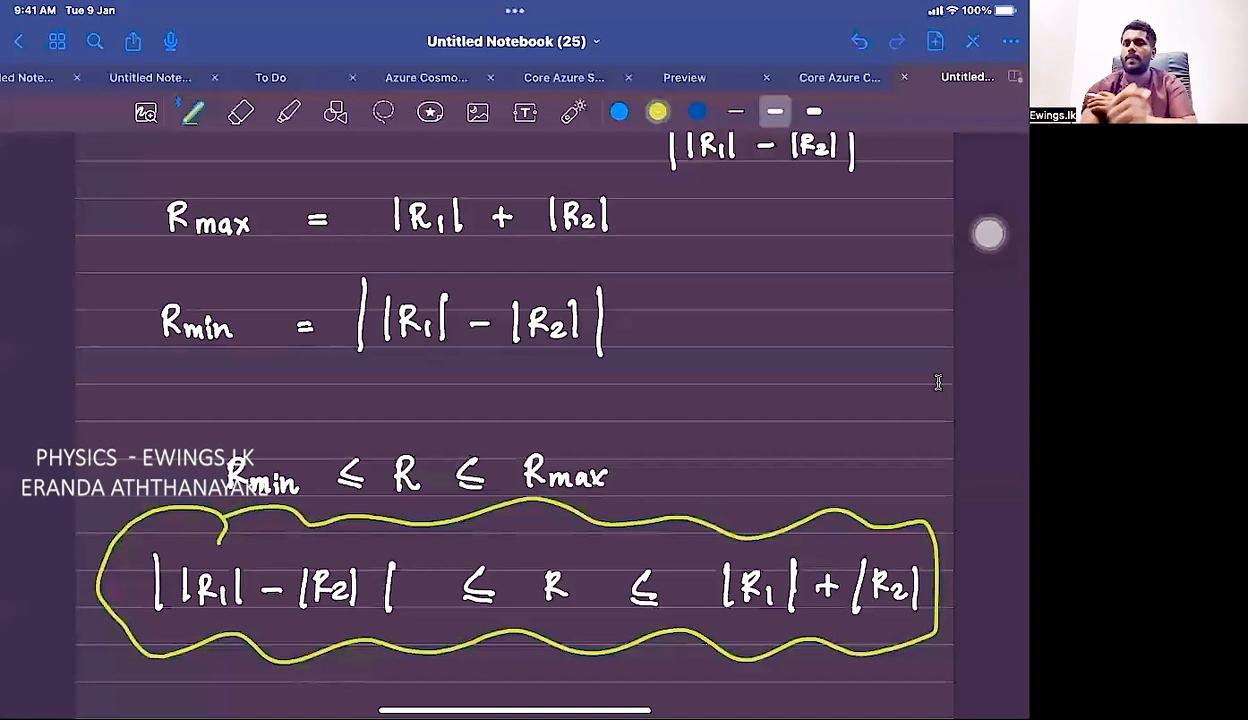 9:41 AM Tue 9 Jan
100%
Untitled Notebook (25)
led Note... Untitled Note... To Do Azure Cosmo... Core Azure S... Preview Core Azure C... Untitled...
Ewings.lk
||R₁| - |R₂||
Rmax = |R₁| + |R₂|
Rmin = ||R₁| - |R₂||
PHYSICS - EWINGS.LK
ERANDA ATHTHANAYAKE
Rmin ≤ R ≤ Rmax
||R₁| - |R₂|| ≤ R ≤ |R₁| + |R₂|